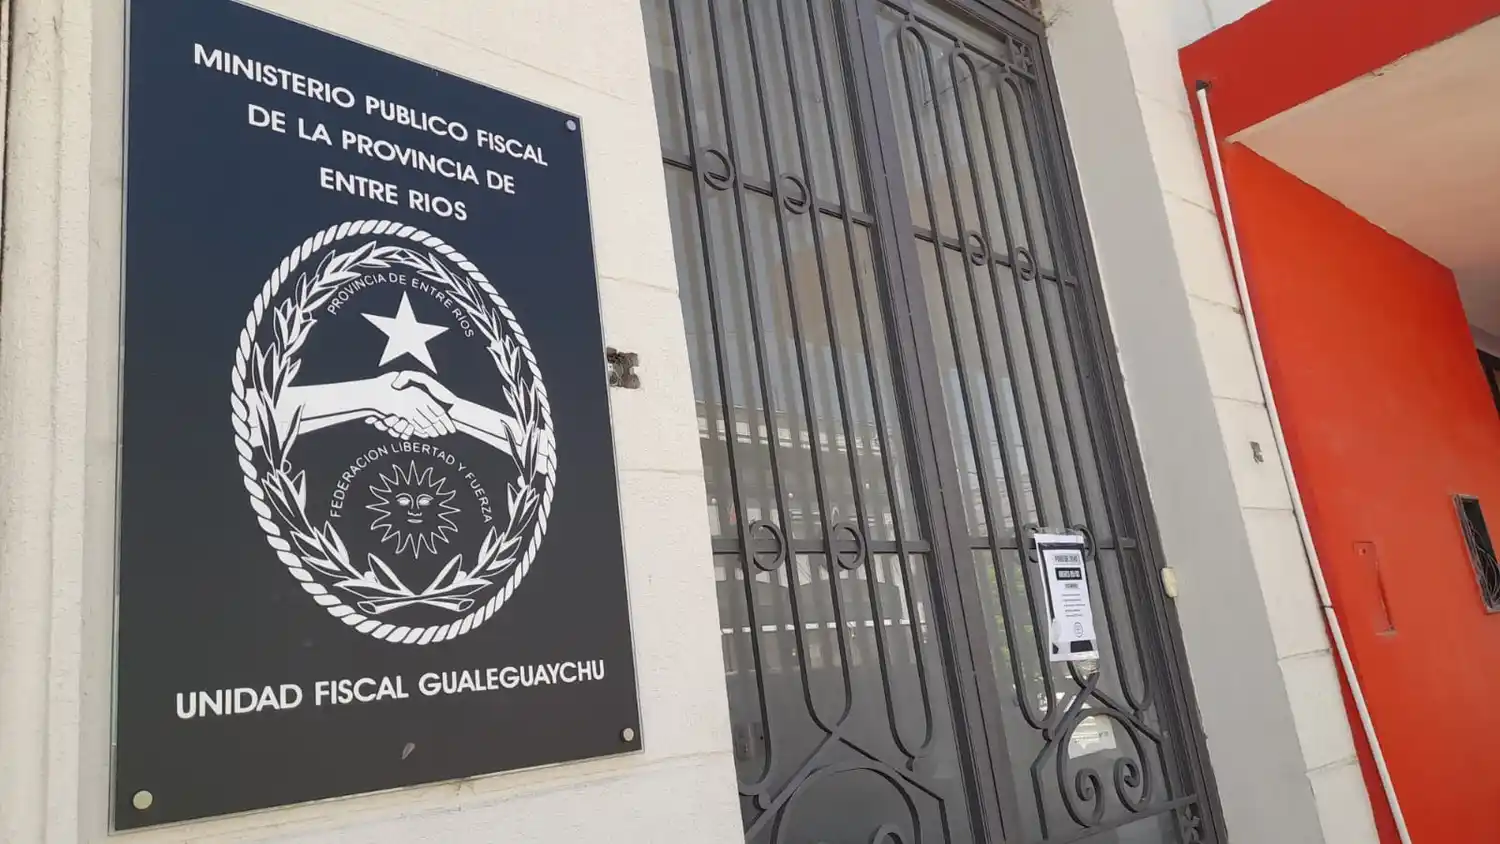 MINISTERIO PUBLICO FISCAL
DE LA PROVINCIA DE
ENTRE RIOS
PROVINCIA DE ENTRE RIOS
FEDERACION LIBERTAD Y FUERZA
UNIDAD FISCAL GUALEGUAYCHU